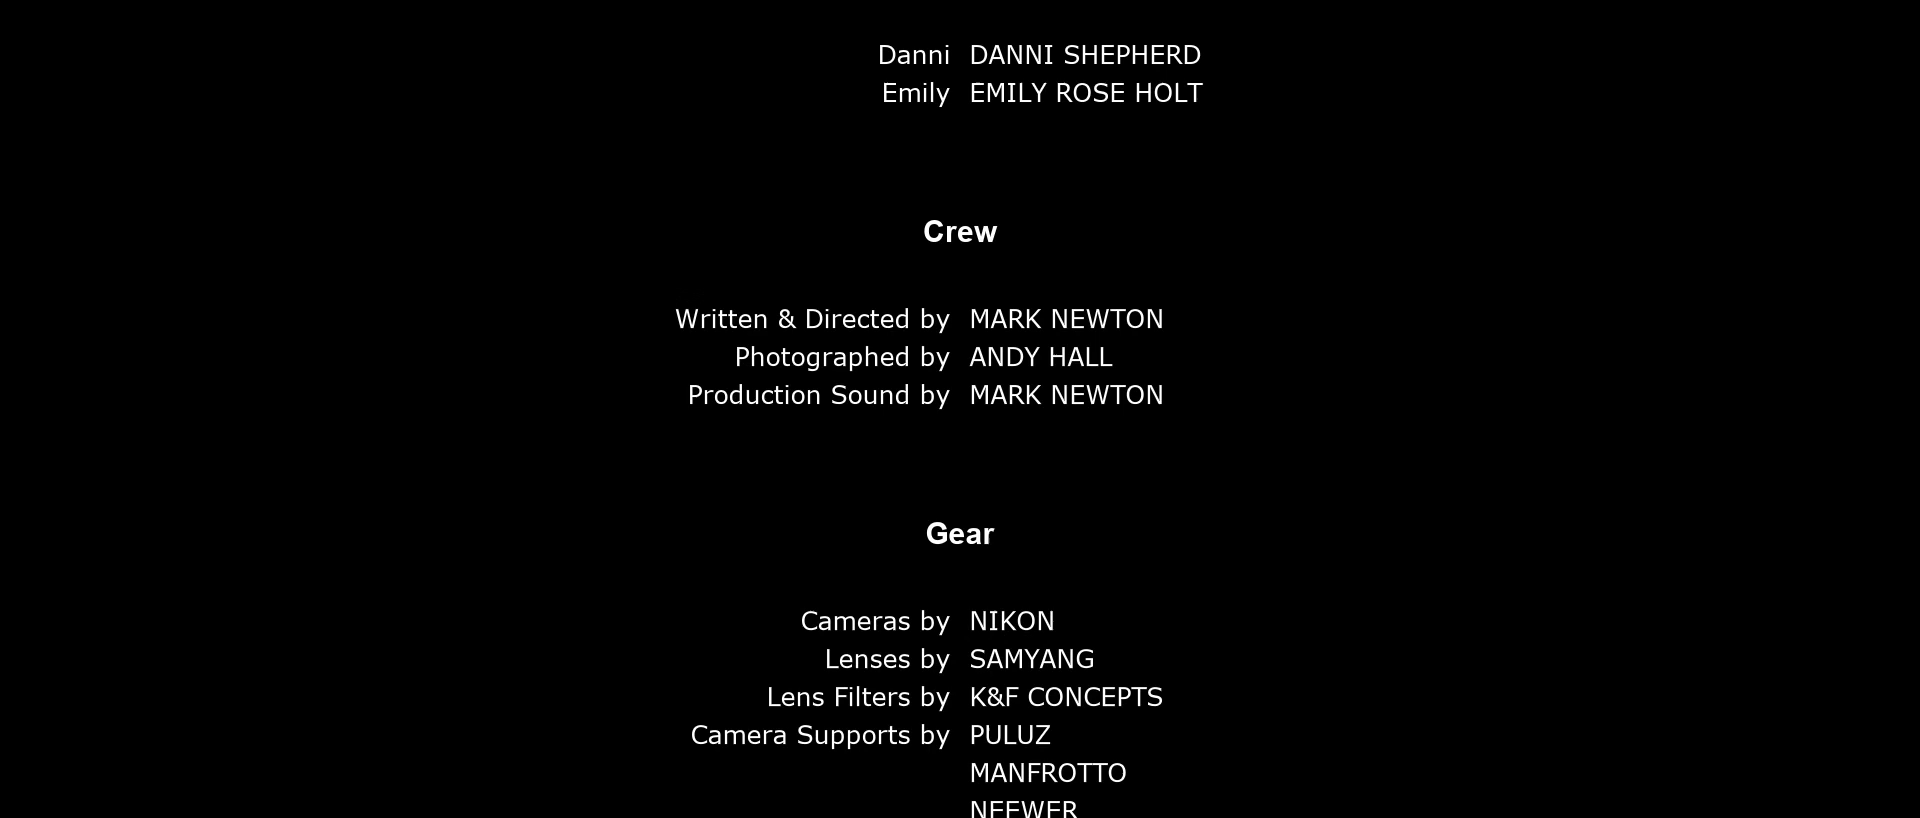 Danni DANNI SHEPHERD
Emily EMILY ROSE HOLT
Crew
Written & Directed by MARK NEWTON
Photographed by ANDY HALL
Production Sound by MARK NEWTON
Gear
Cameras by NIKON
Lenses by SAMYANG
Lens Filters by K&F CONCEPTS
Camera Supports by PULUZ
MANFROTTO
NEEWER